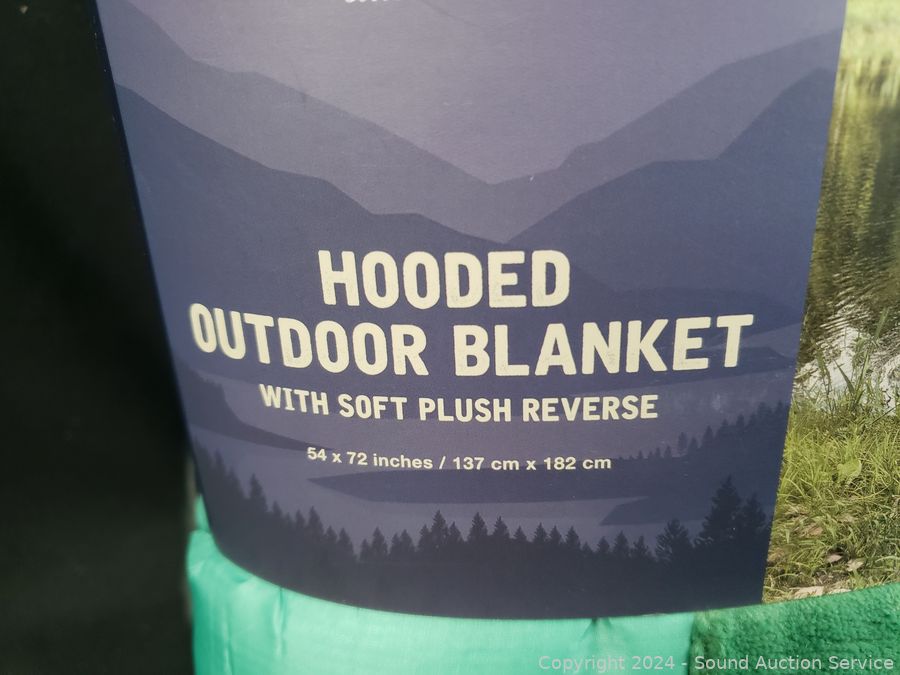 HOODED
OUTDOOR BLANKET
WITH SOFT PLUSH REVERSE
54 x 72 inches / 137 cm x 182 cm
Copyright 2024 - Sound Auction Service